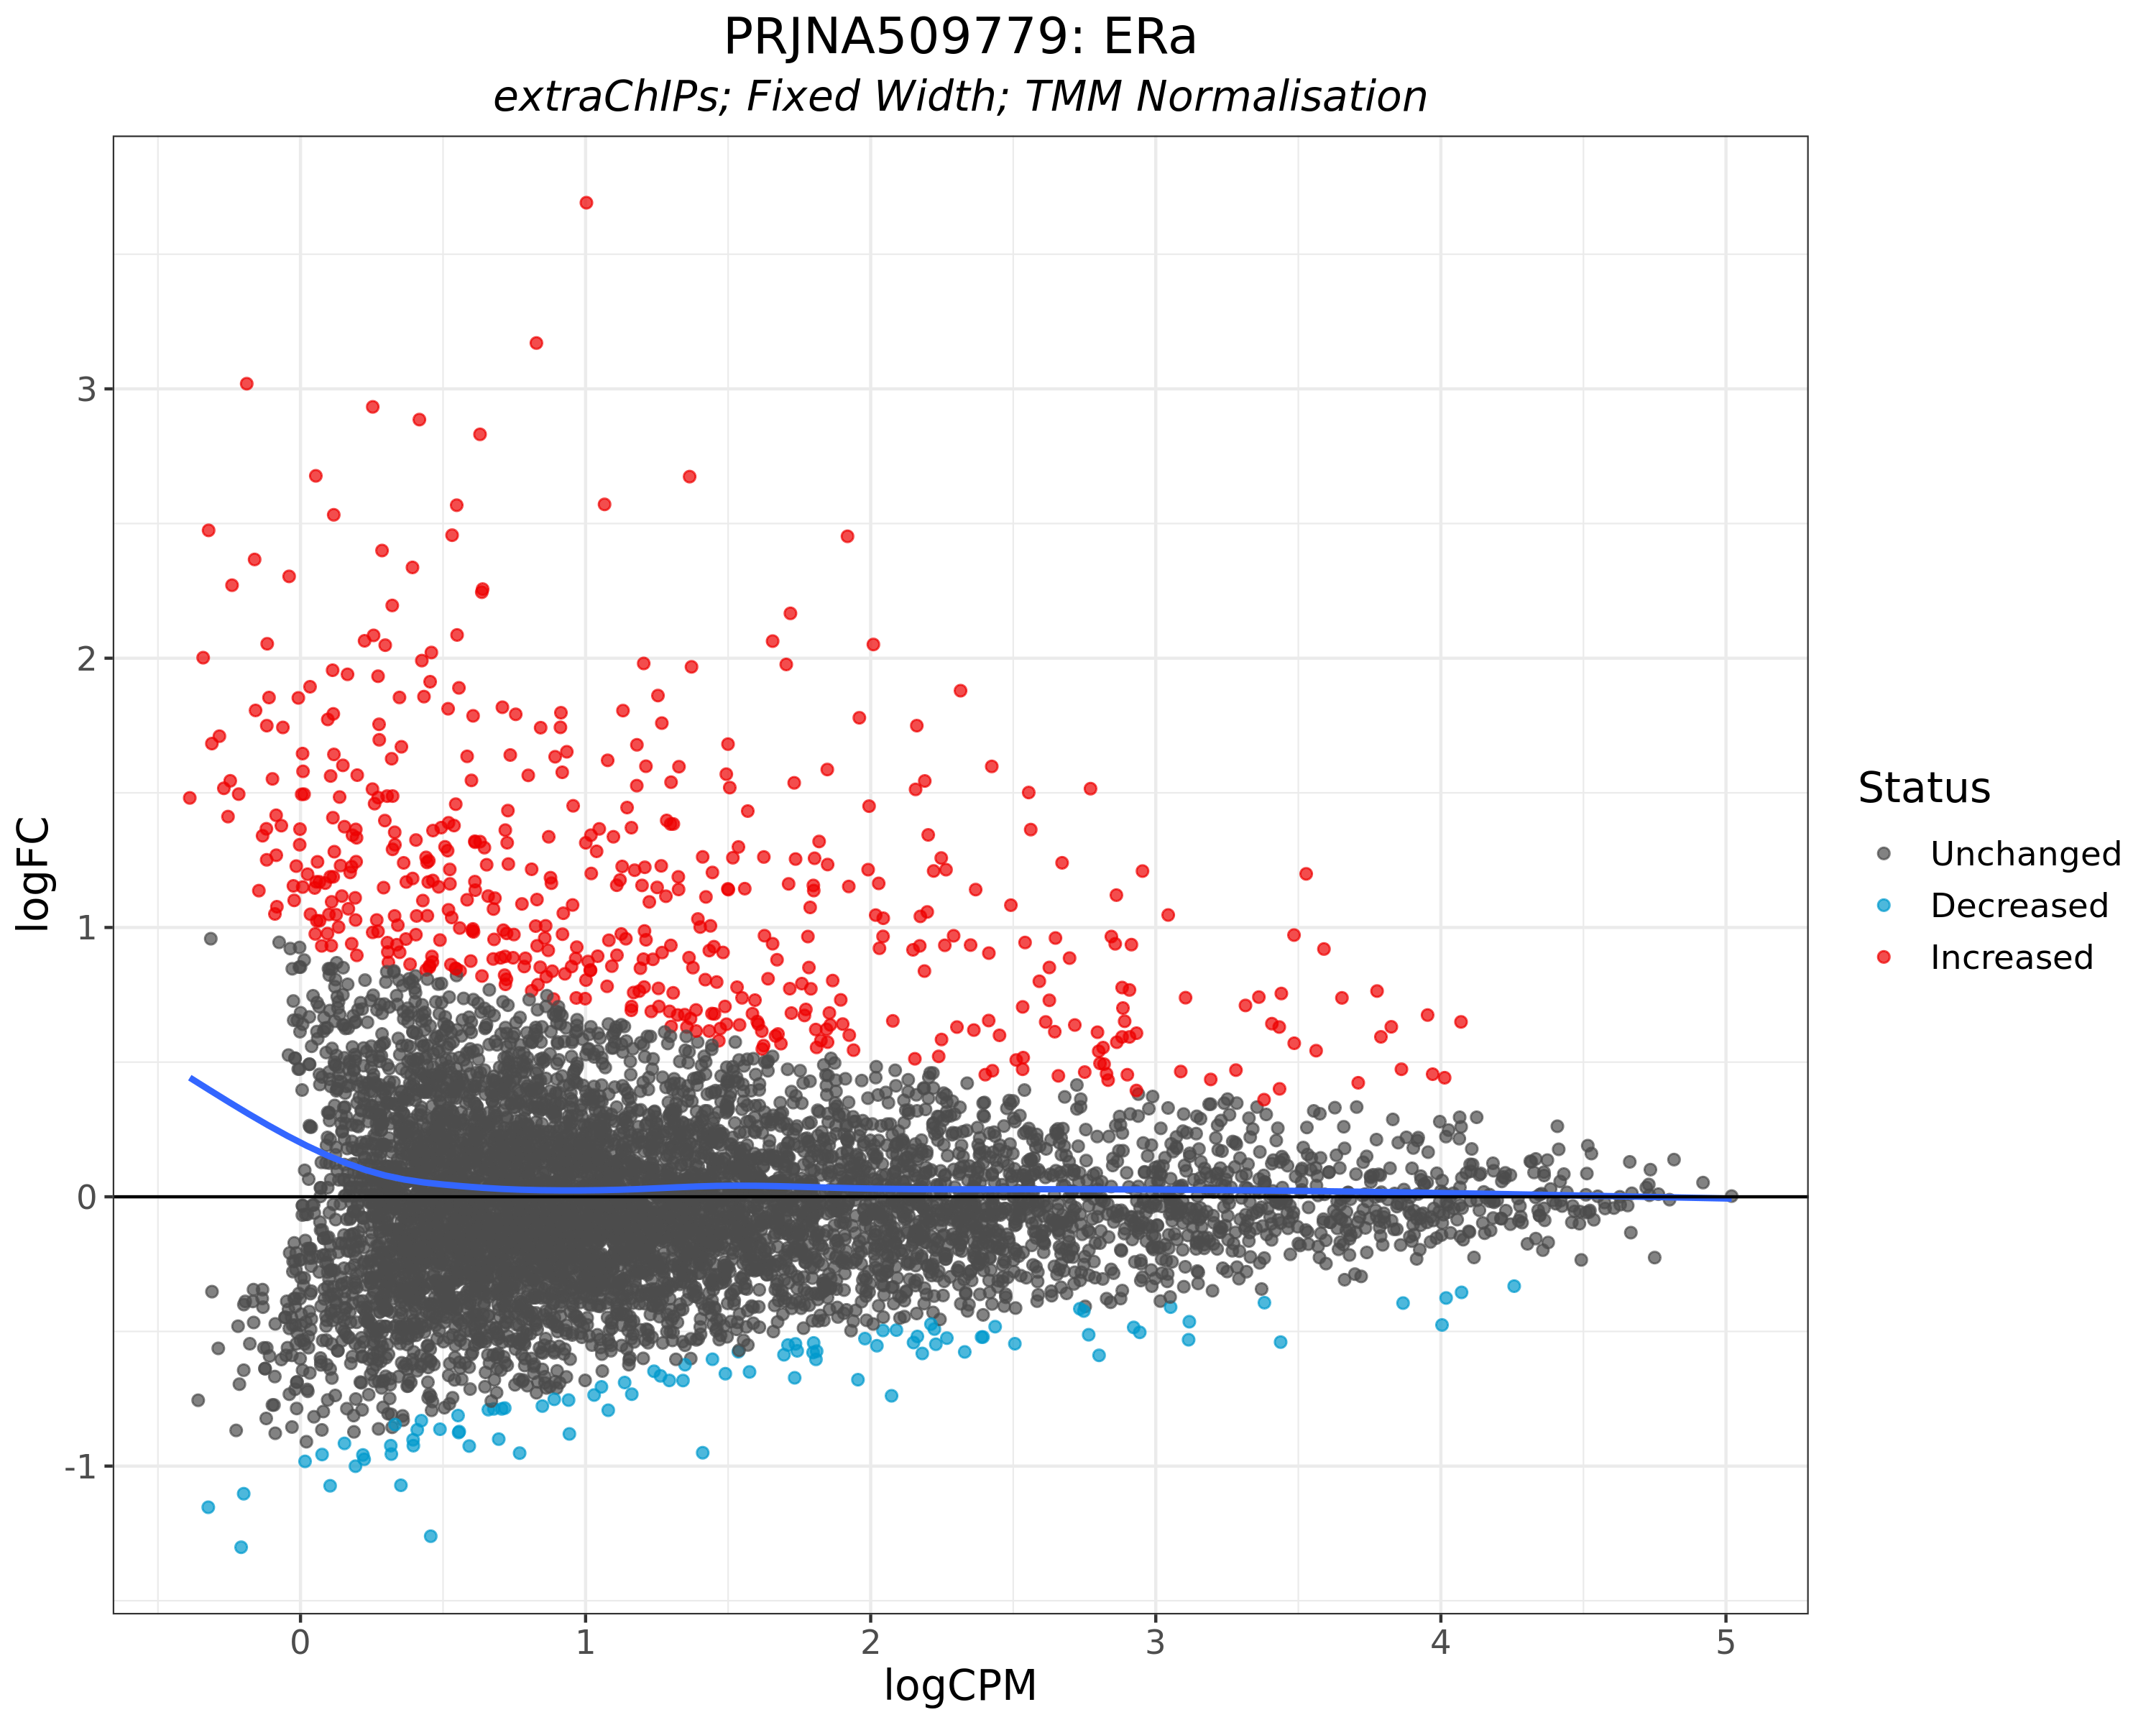 PRJNA509779: ERa
extraChIPs; Fixed Width; TMM Normalisation
logFC
3
2
1
0
-1
0 1 2 3 4 5
logCPM
Status
Unchanged
Decreased
Increased